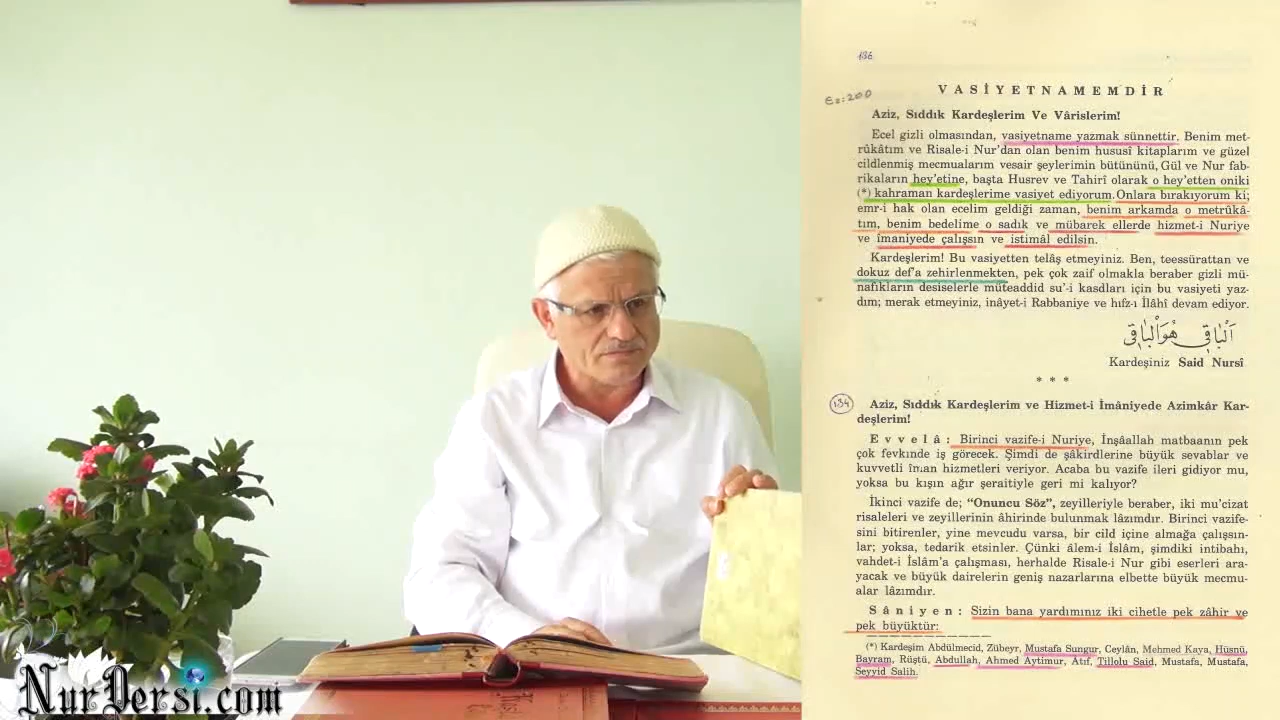 136
Ez:200
VASİYETNAMEMDİR
Aziz, Sıddık Kardeşlerim Ve Vârislerim!
Ecel gizli olmasından, vasiyetname yazmak sünnettir. Benim met-
rûkâtım ve Risale-i Nur'dan olan benim hususî kitaplarım ve güzel
cildlenmiş mecmualarım vesair şeylerimin bütününü, Gül ve Nur fab-
rikaların hey'etine, başta Husrev ve Tahirî olarak o hey'etten oniki
(*) kahraman kardeşlerime vasiyet ediyorum. Onlara bırakıyorum ki;
emr-i hak olan ecelim geldiği zaman, benim arkamda o metrûkâ-
tım, benim bedelime o sadık ve mübarek ellerde hizmet-i Nuriye
ve imaniyede çalışsın ve istimâl edilsin.
Kardeşlerim! Bu vasiyetten telâş etmeyiniz. Ben, teessürattan ve
dokuz def'a zehirlenmekten, pek çok zaif olmakla beraber gizli mü-
nafıkların desiselerle müteaddid su'-i kasdları için bu vasiyeti yaz-
dım; merak etmeyiniz, inâyet-i Rabbaniye ve hıfz-ı İlâhî devam ediyor.
اَلْبَاقِى هُوَ الْبَاقِى
Kardeşiniz Said Nursî
* * *
134
Aziz, Sıddık Kardeşlerim ve Hizmet-i İmâniyede Azimkâr Kar-
deşlerim!
Evvelâ: Birinci vazife-i Nuriye, İnşâallah matbaanın pek
çok fevkınde iş görecek. Şimdi de şâkirdlerine büyük sevablar ve
kuvvetli iman hizmetleri veriyor. Acaba bu vazife ileri gidiyor mu,
yoksa bu kışın ağır şeraitiyle geri mi kalıyor?
İkinci vazife de; "Onuncu Söz", zeyilleriyle beraber, iki mu'cizat
risaleleri ve zeyillerinin âhirinde bulunmak lâzımdır. Birinci vazife-
sini bitirenler, yine mevcudu varsa, bir cild içine almağa çalışsın-
lar; yoksa, tedarik etsinler. Çünki âlem-i İslâm, şimdiki intibahı,
vahdet-i İslâm'a çalışması, herhalde Risale-i Nur gibi eserleri ara-
yacak ve büyük dairelerin geniş nazarlarına elbette büyük mecmu-
alar lâzımdır.
Sâniyen: Sizin bana yardımınız iki cihetle pek zâhir ve
pek büyüktür:
(*) Kardeşim Abdülmecid, Zübeyr, Mustafa Sungur, Ceylân, Mehmed Kaya, Hüsnü,
Bayram, Rüştü, Abdullah, Ahmed Aytimur, Atıf, Tillolu Said, Mustafa, Mustafa,
Seyyid Salih.
NurDersi.com